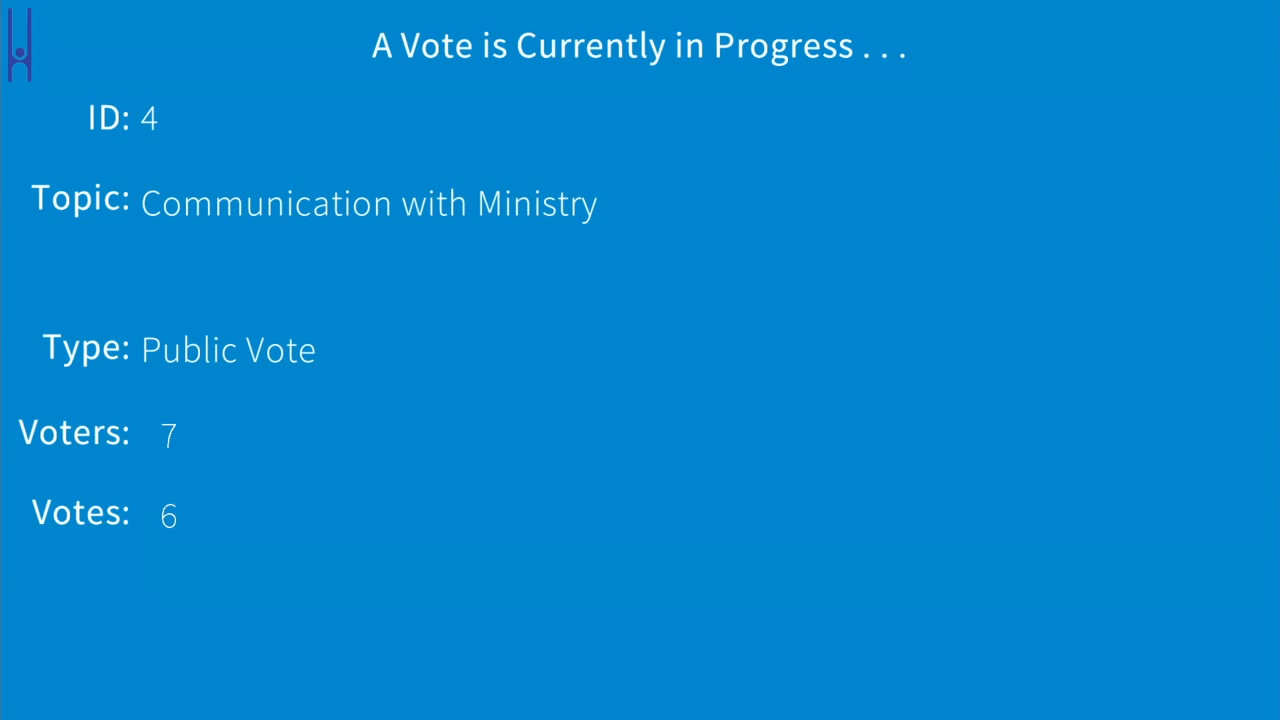 A Vote is Currently in Progress . . .
ID: 4
Topic: Communication with Ministry
Type: Public Vote
Voters: 7
Votes: 6